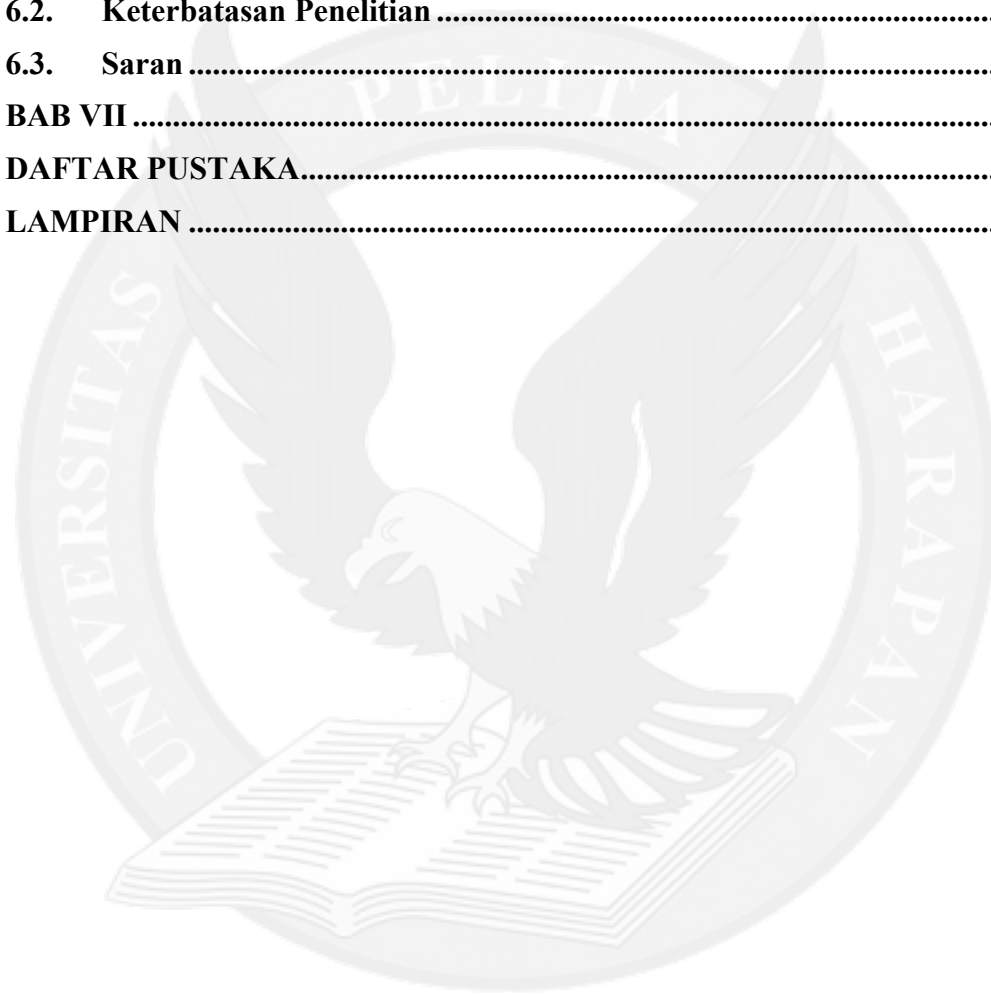 6.2. Keterbatasan Penelitian ....................................................................................
6.3. Saran ....................................................................................................................
BAB VII ............................................................................................................................
DAFTAR PUSTAKA.......................................................................................................
LAMPIRAN .....................................................................................................................
UNIVERSITAS PELITA HARAPAN